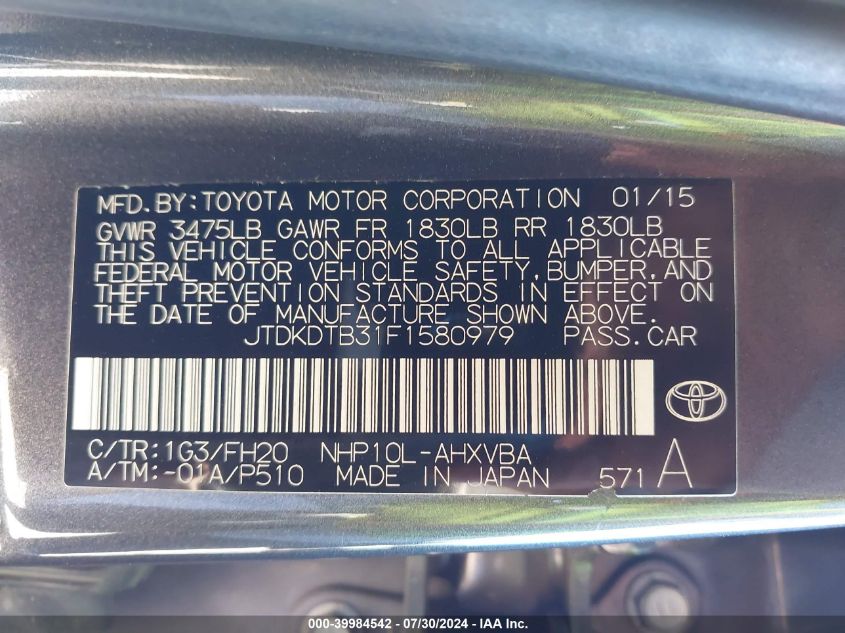 MFD.BY:TOYOTA MOTOR CORPORATION 01/15
GVWR 3475LB GAWR FR 1830LB RR 1830LB
THIS VEHICLE CONFORMS TO ALL APPLICABLE
FEDERAL MOTOR VEHICLE SAFETY,BUMPER,AND
THEFT PREVENTION STANDARDS IN EFFECT ON
THE DATE OF MANUFACTURE SHOWN ABOVE.
JTDKDTB31F1580979 PASS.CAR
C/TR:1G3/FH20 NHP10L-AHXVBA
A/TM:-01A/P510 MADE IN JAPAN 571 A
000-39984542 - 07/30/2024 - IAA Inc.